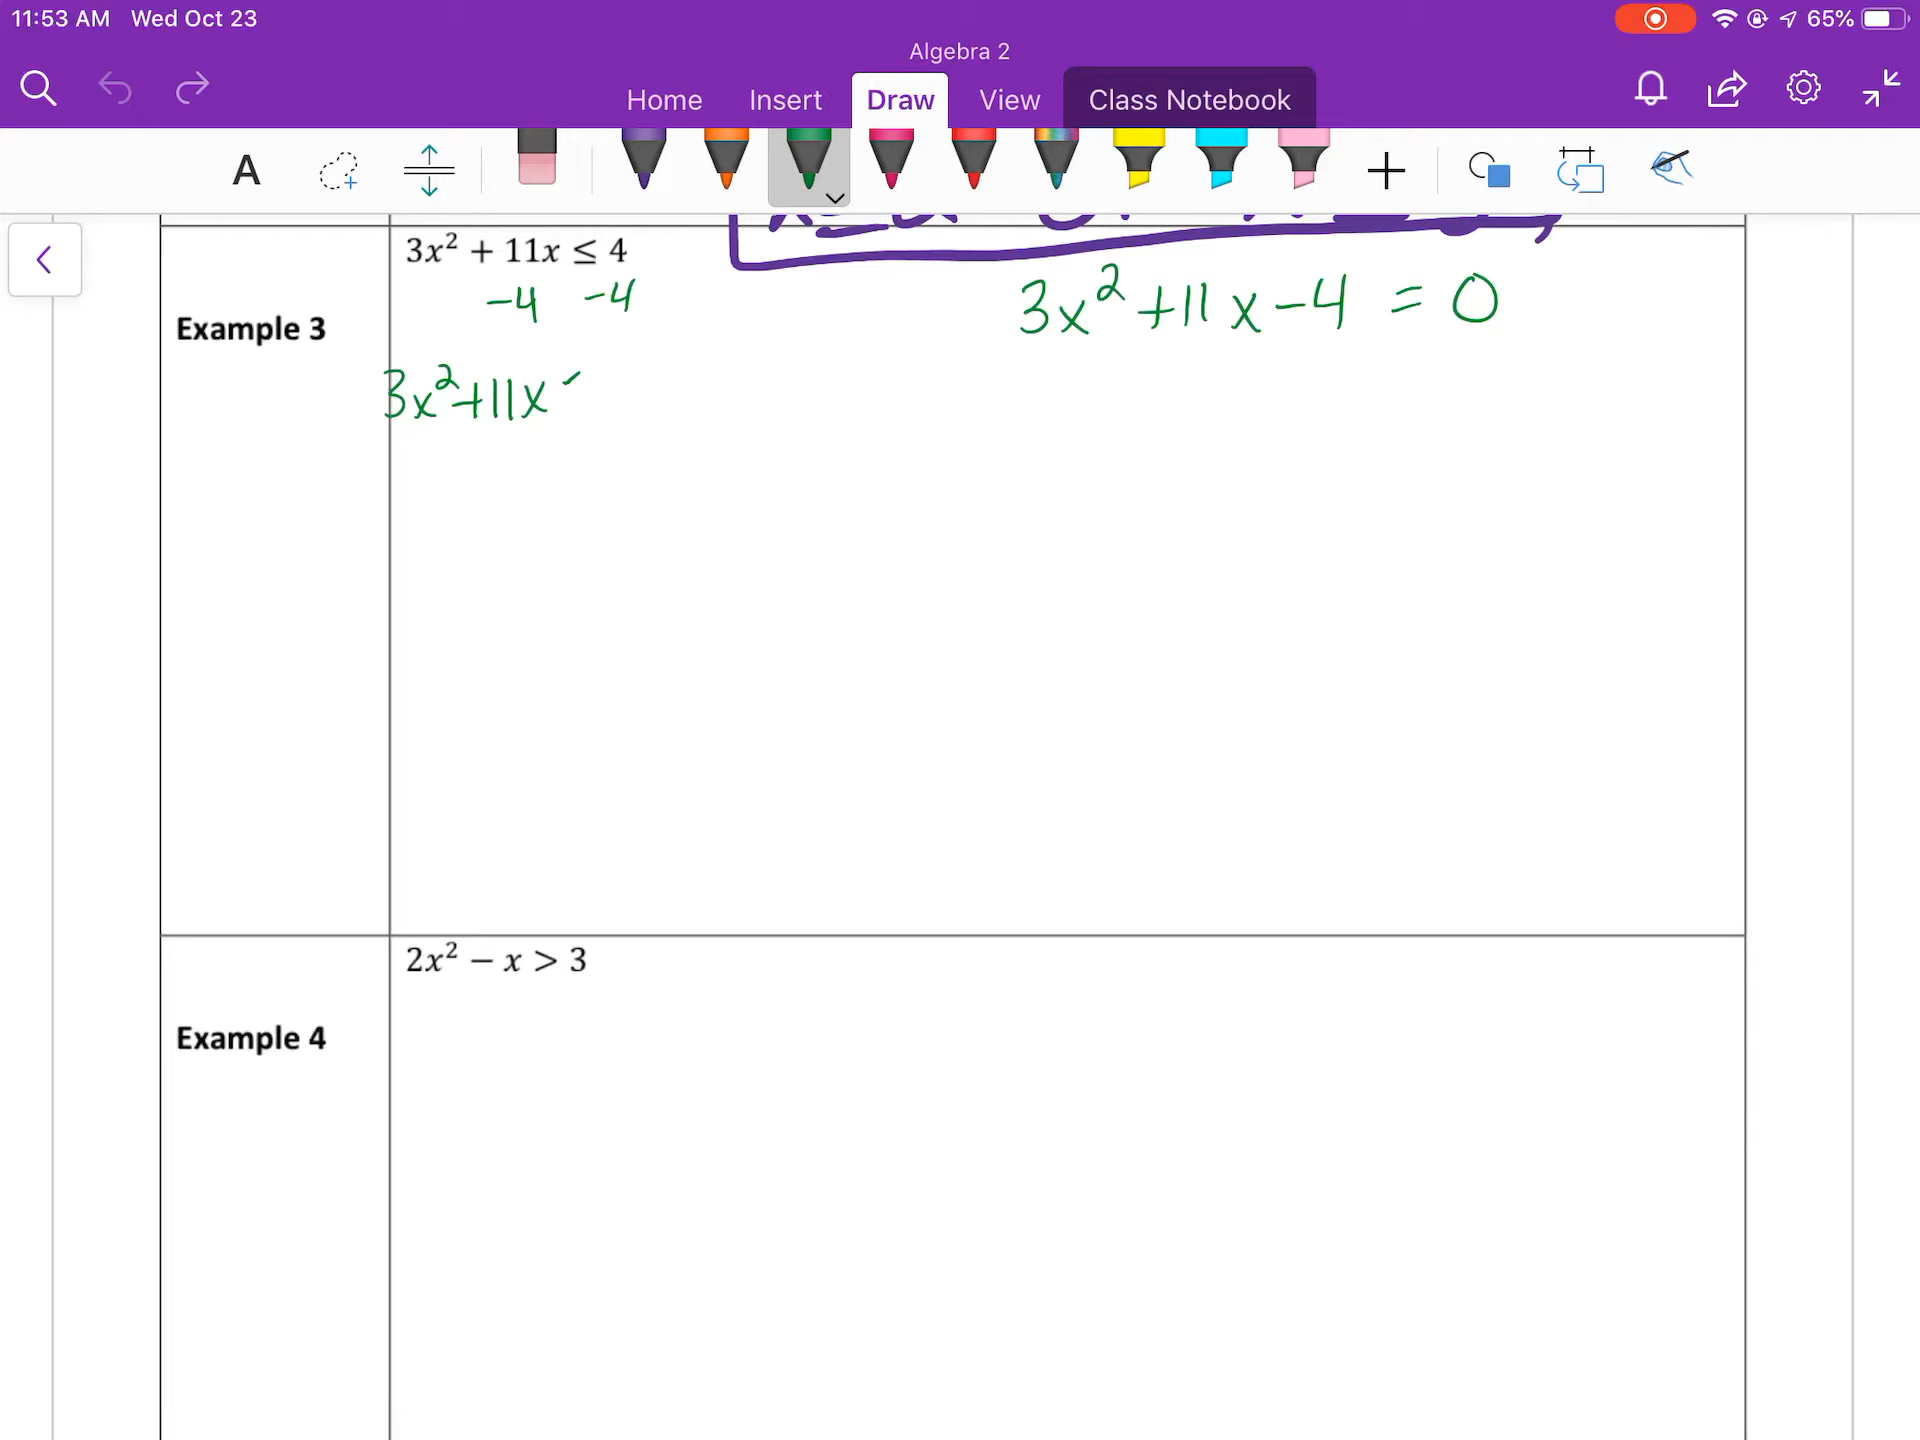 11:53 AM Wed Oct 23
65%
Algebra 2
Home Insert Draw View Class Notebook
A
3x² + 11x ≤ 4
-4 -4
3x² +11x -4 = 0
Example 3
3x²+11x -
2x² − x > 3
Example 4